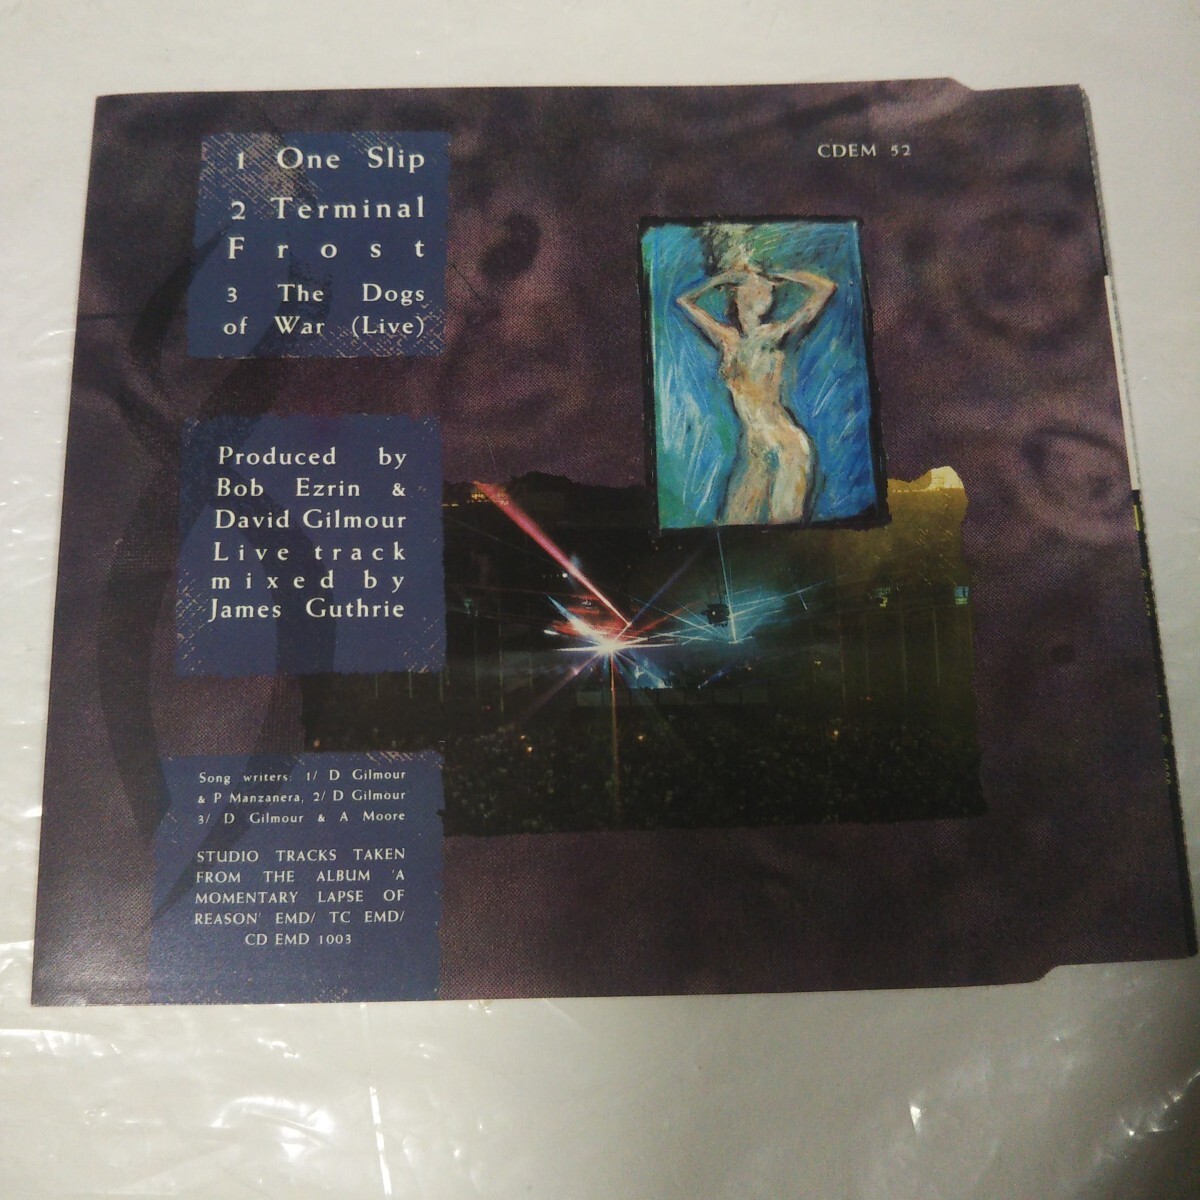 1 One Slip
2 Terminal
Frost
3 The Dogs
of War (Live)
CDEM 52
Produced by
Bob Ezrin &
David Gilmour
Live track
mixed by
James Guthrie
Song writers: 1/ D Gilmour
& P Manzanera, 2/ D Gilmour
3/ D Gilmour & A Moore
STUDIO TRACKS TAKEN
FROM THE ALBUM 'A
MOMENTARY LAPSE OF
REASON' EMD/ TC EMD/
CD EMD 1003